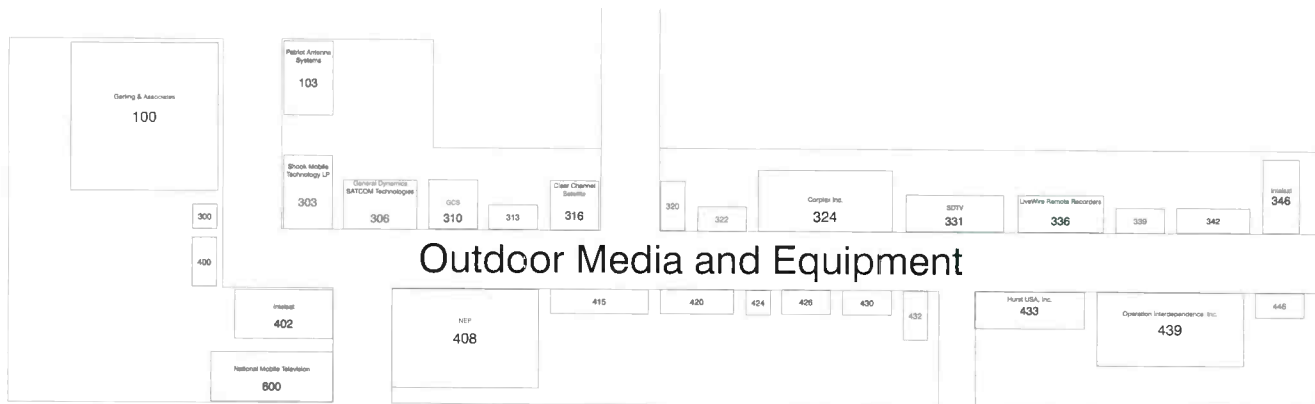 Gerling & Associates
100
Patriot Antenna
Systems
103
Shook Mobile
Technology LP
303
General Dynamics
SATCOM Technologies
306
GCS
310
313
Clear Channel
Satellite
316
320
322
Corplex Inc.
324
SDTV
331
LiveWire Remote Recorders
336
339
342
Intelsat
346
300
400
Outdoor Media and Equipment
Intelsat
402
National Mobile Television
600
NEP
408
415
420
424
426
430
432
Hurst USA, Inc.
433
Operation Interdependence Inc.
439
446